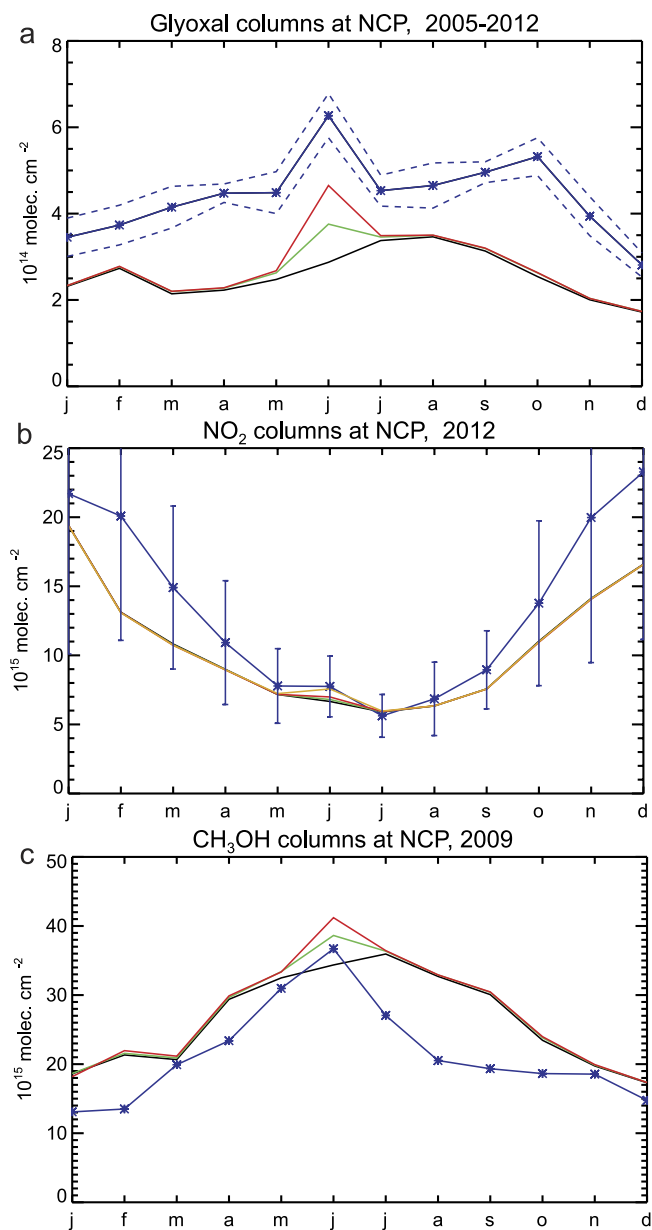 a
Glyoxal columns at NCP, 2005-2012
8
6
4
2
0
10¹⁴ molec. cm⁻²
j f m a m j j a s o n d
b
NO₂ columns at NCP, 2012
25
20
15
10
5
0
10¹⁵ molec. cm⁻²
j f m a m j j a s o n d
c
CH₃OH columns at NCP, 2009
50
40
30
20
10
0
10¹⁵ molec. cm⁻²
j f m a m j j a s o n d